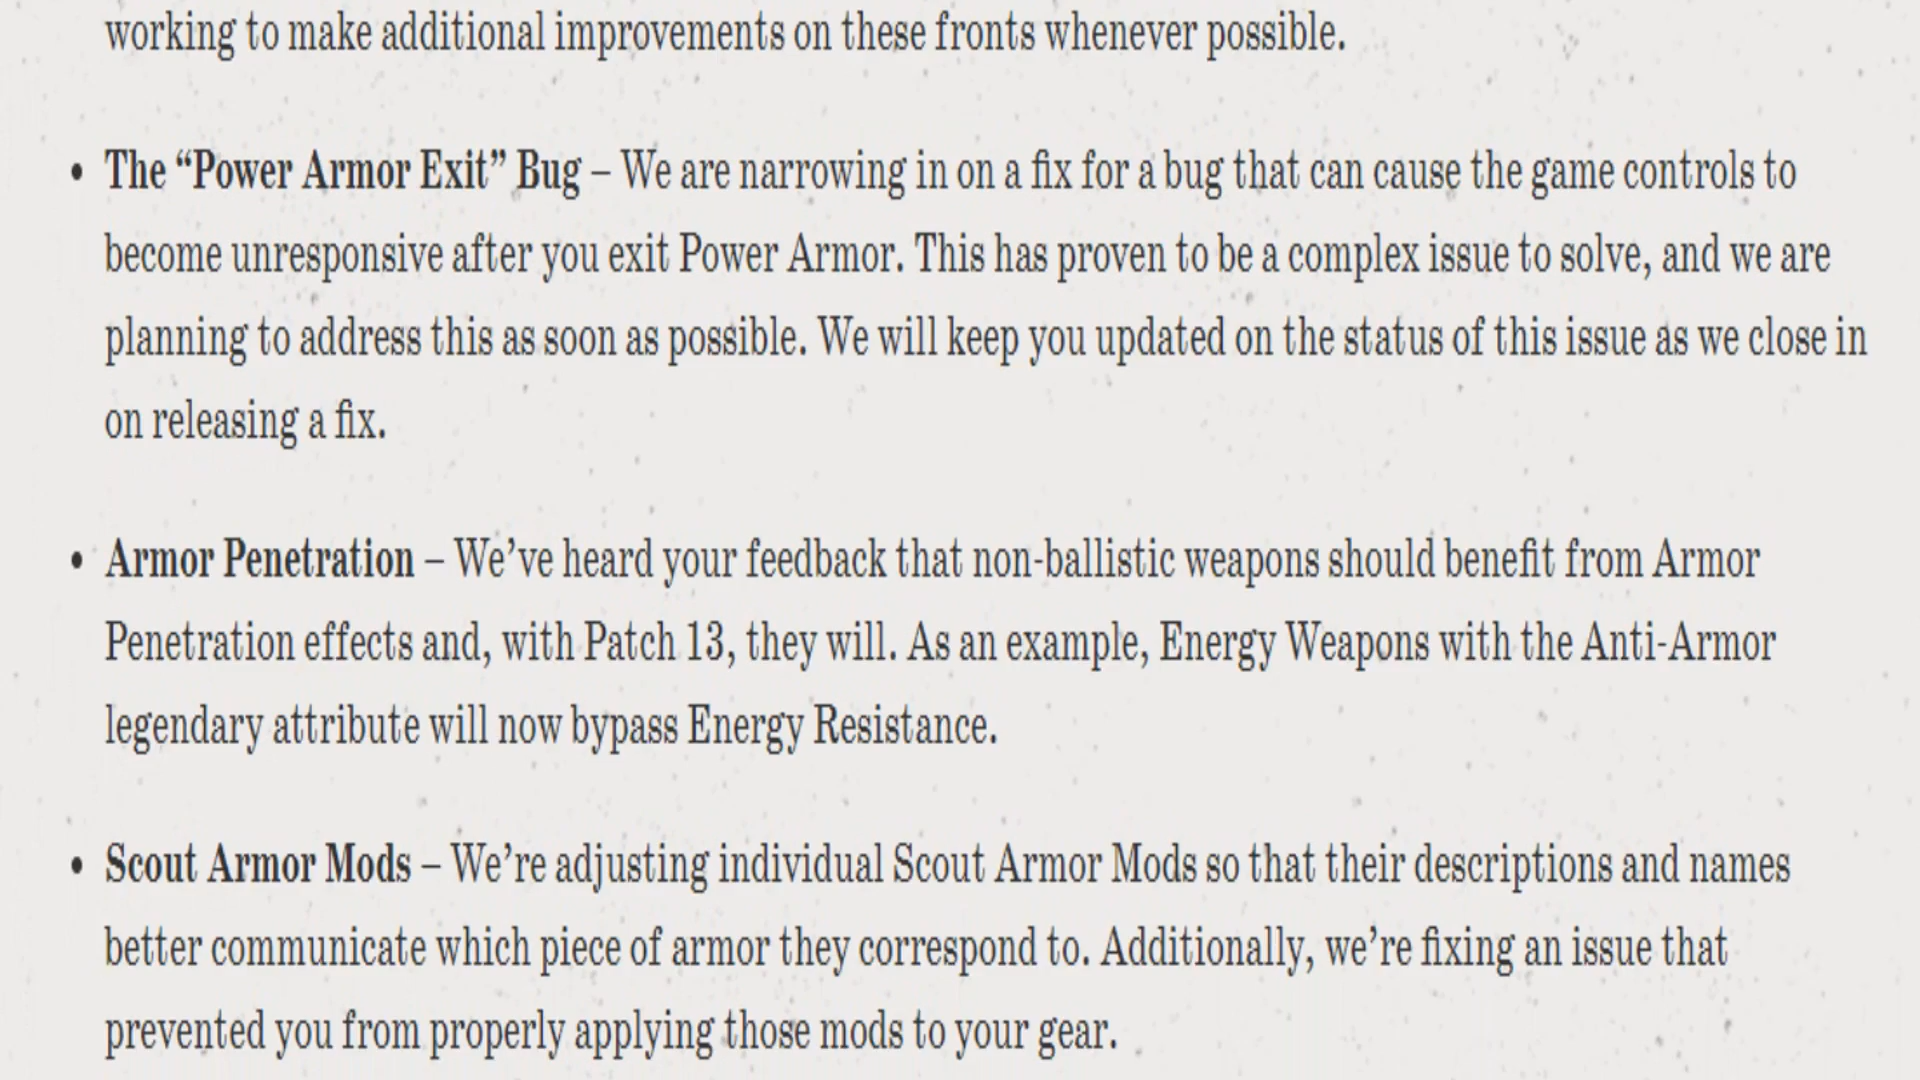 working to make additional improvements on these fronts whenever possible.
• The “Power Armor Exit” Bug – We are narrowing in on a fix for a bug that can cause the game controls to
become unresponsive after you exit Power Armor. This has proven to be a complex issue to solve, and we are
planning to address this as soon as possible. We will keep you updated on the status of this issue as we close in
on releasing a fix.
• Armor Penetration – We’ve heard your feedback that non-ballistic weapons should benefit from Armor
Penetration effects and, with Patch 13, they will. As an example, Energy Weapons with the Anti-Armor
legendary attribute will now bypass Energy Resistance.
• Scout Armor Mods – We’re adjusting individual Scout Armor Mods so that their descriptions and names
better communicate which piece of armor they correspond to. Additionally, we’re fixing an issue that
prevented you from properly applying those mods to your gear.